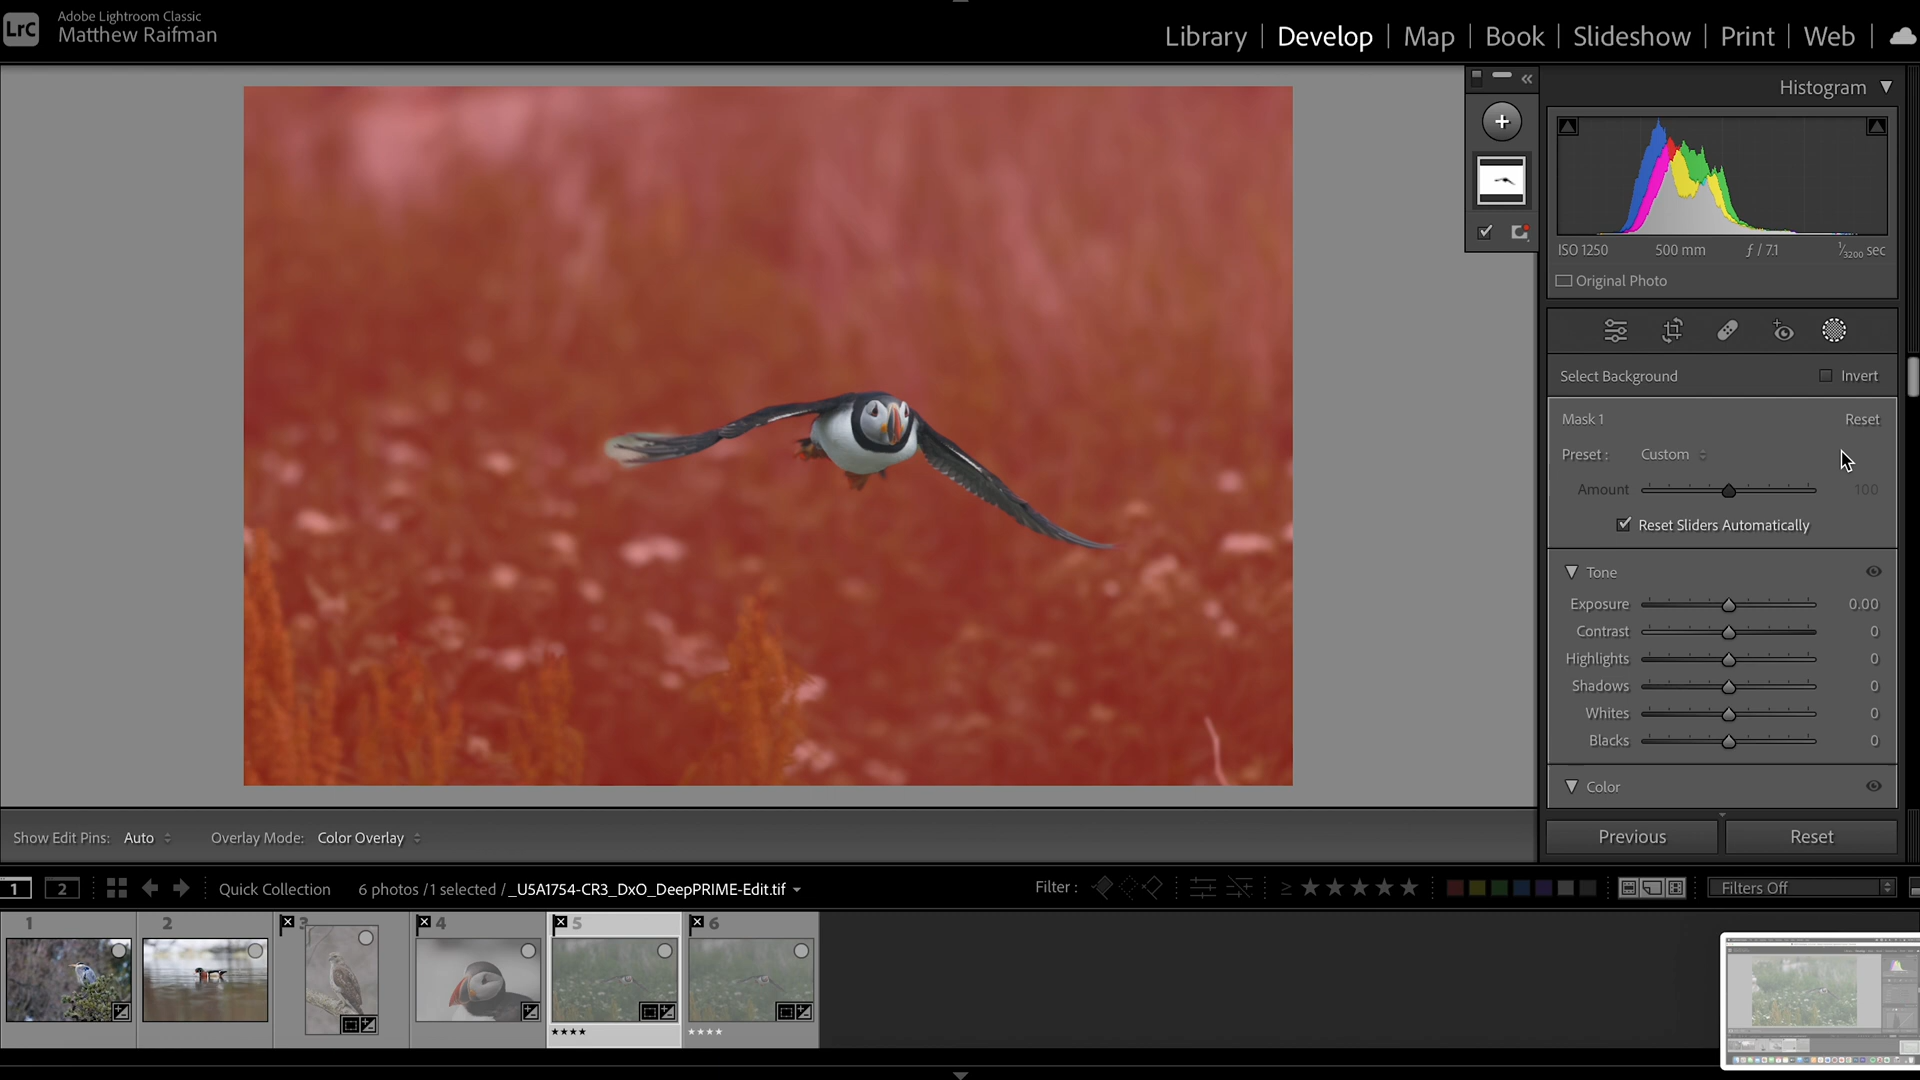 LrC
Adobe Lightroom Classic
Matthew Raifman
Library | Develop | Map | Book | Slideshow | Print | Web |
Histogram
ISO 1250 500 mm ƒ / 7.1 1/3200 sec
Original Photo
Select Background Invert
Mask 1 Reset
Preset : Custom
Amount 100
Reset Sliders Automatically
Tone
Exposure 0.00
Contrast 0
Highlights 0
Shadows 0
Whites 0
Blacks 0
Color
Previous Reset
Show Edit Pins: Auto Overlay Mode: Color Overlay
1 2 Quick Collection 6 photos /1 selected / _U5A1754-CR3_DxO_DeepPRIME-Edit.tif Filter : ≥ ★★★★★ Filters Off
1 2 3 4 5 6
★★★★ ★★★★